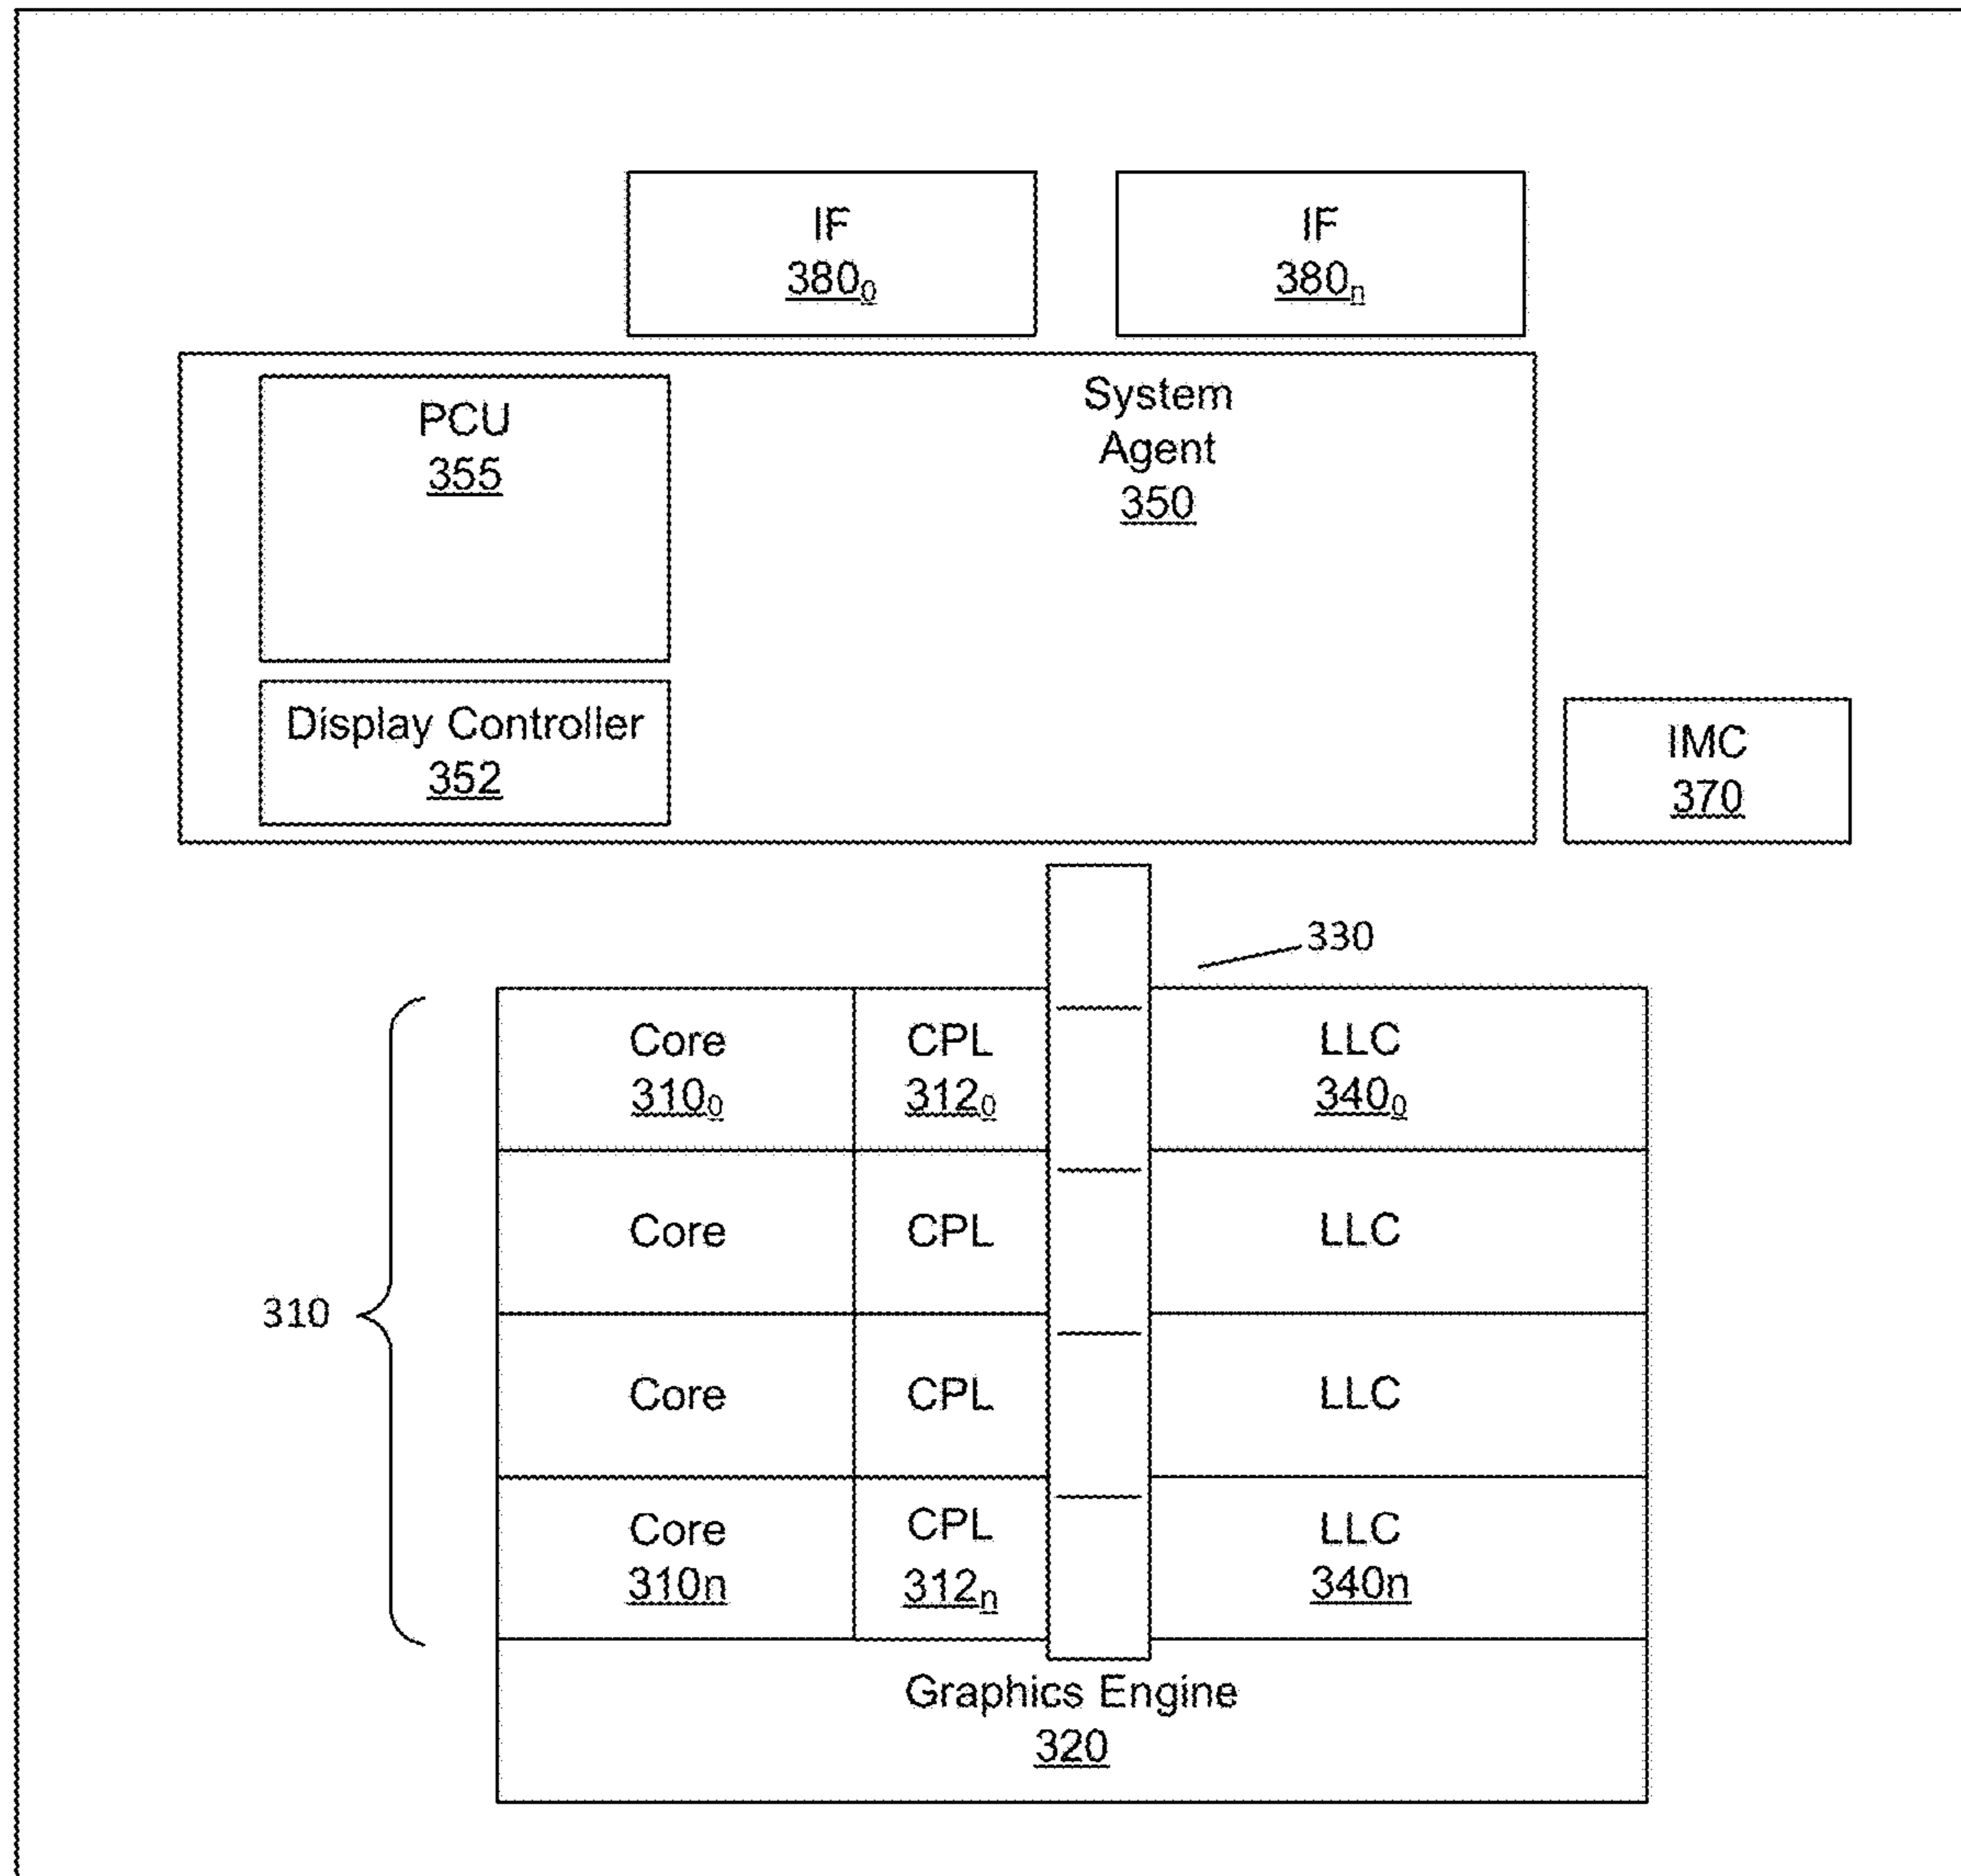 IF
380₀
IF
380ₙ
PCU
355
System
Agent
350
Display Controller
352
IMC
370
330
Core
310₀
CPL
312₀
LLC
340₀
Core
CPL
LLC
310
Core
CPL
LLC
Core
310n
CPL
312ₙ
LLC
340n
Graphics Engine
320